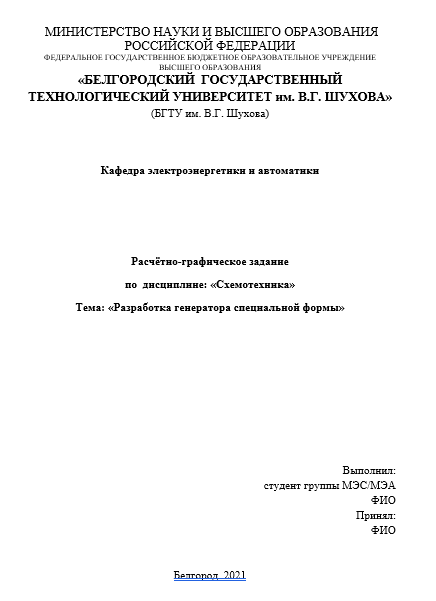 МИНИСТЕРСТВО НАУКИ И ВЫСШЕГО ОБРАЗОВАНИЯ
РОССИЙСКОЙ ФЕДЕРАЦИИ
ФЕДЕРАЛЬНОЕ ГОСУДАРСТВЕННОЕ БЮДЖЕТНОЕ ОБРАЗОВАТЕЛЬНОЕ УЧРЕЖДЕНИЕ
ВЫСШЕГО ОБРАЗОВАНИЯ
«БЕЛГОРОДСКИЙ ГОСУДАРСТВЕННЫЙ
ТЕХНОЛОГИЧЕСКИЙ УНИВЕРСИТЕТ им. В.Г. ШУХОВА»
(БГТУ им. В.Г. Шухова)
Кафедра электроэнергетики и автоматики
Расчётно-графическое задание
по дисциплине: «Схемотехника»
Тема: «Разработка генератора специальной формы»
Выполнил:
студент группы МЭС/МЭА
ФИО
Принял:
ФИО
Белгород 2021